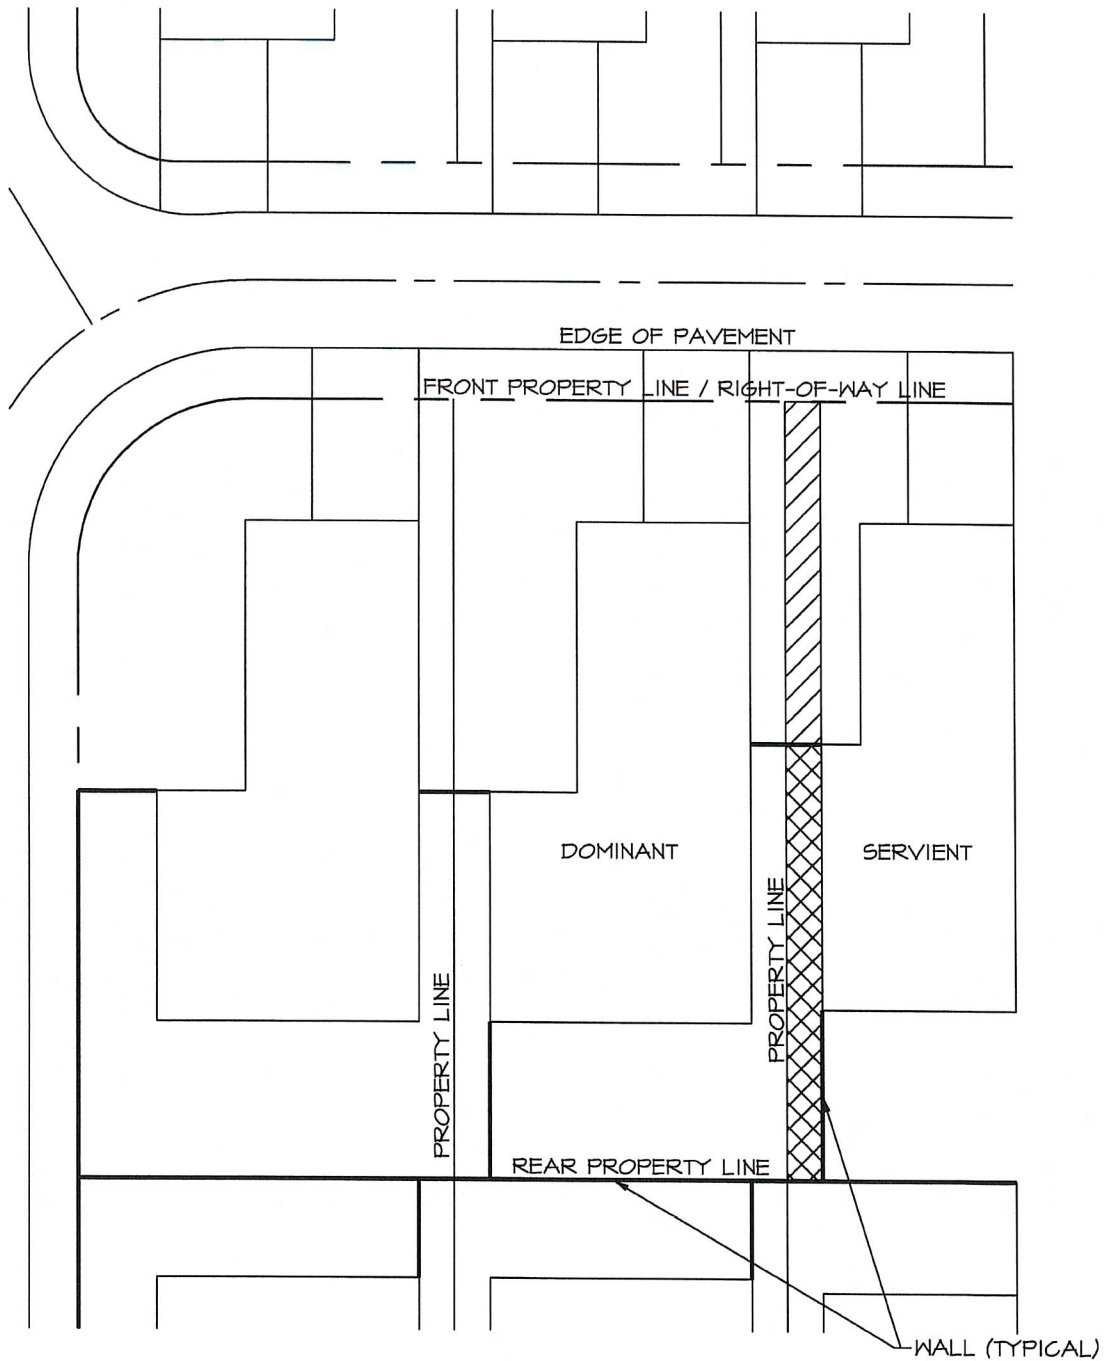 EDGE OF PAVEMENT
FRONT PROPERTY LINE / RIGHT-OF-WAY LINE
DOMINANT
SERVIENT
PROPERTY LINE
PROPERTY LINE
REAR PROPERTY LINE
WALL (TYPICAL)